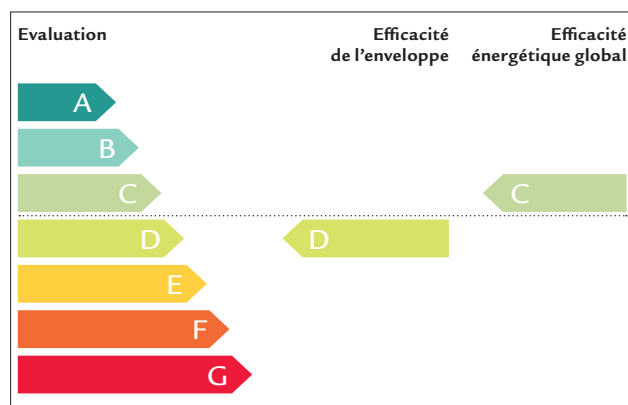 Evaluation
Efficacité
de l'enveloppe
Efficacité
énergétique global
A
B
C
C
D
D
E
F
G